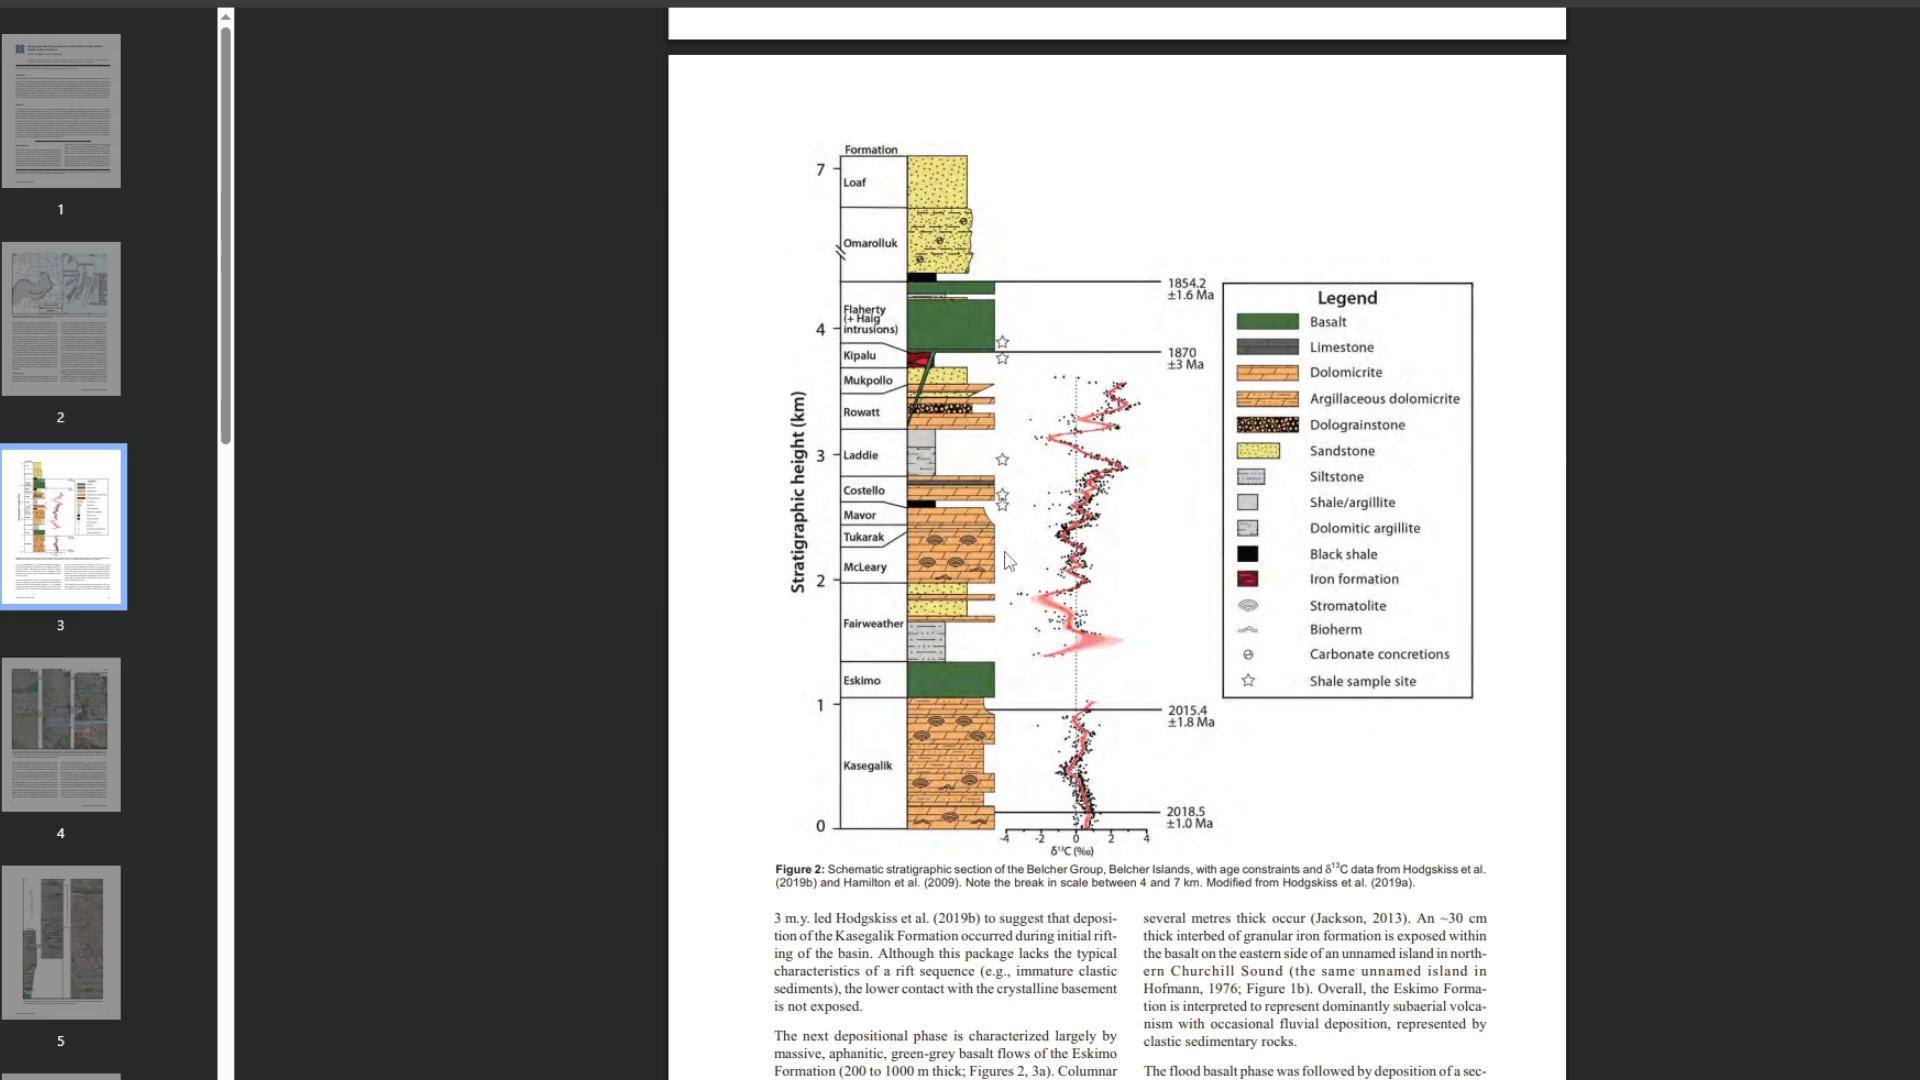 1
2
3
4
5
Formation
7
Loaf
Omarolluk
1854.2
±1.6 Ma
Flaherty
(+ Haig
intrusions)
4
Kipalu
1870
±3 Ma
Mukpollo
Rowatt
Laddie
3
Costello
Mavor
Tukarak
McLeary
2
Fairweather
Eskimo
1
2015.4
±1.8 Ma
Kasegalik
2018.5
±1.0 Ma
0
Stratigraphic height (km)
-4 -2 0 2 4
δ¹³C (‰)
Legend
Basalt
Limestone
Dolomicrite
Argillaceous dolomicrite
Dolograinstone
Sandstone
Siltstone
Shale/argillite
Dolomitic argillite
Black shale
Iron formation
Stromatolite
Bioherm
Carbonate concretions
Shale sample site
Figure 2: Schematic stratigraphic section of the Belcher Group, Belcher Islands, with age constraints and δ¹³C data from Hodgskiss et al.
(2019b) and Hamilton et al. (2009). Note the break in scale between 4 and 7 km. Modified from Hodgskiss et al. (2019a).
3 m.y. led Hodgskiss et al. (2019b) to suggest that deposi-
tion of the Kasegalik Formation occurred during initial rift-
ing of the basin. Although this package lacks the typical
characteristics of a rift sequence (e.g., immature clastic
sediments), the lower contact with the crystalline basement
is not exposed.
The next depositional phase is characterized largely by
massive, aphanitic, green-grey basalt flows of the Eskimo
Formation (200 to 1000 m thick; Figures 2, 3a). Columnar
several metres thick occur (Jackson, 2013). An ~30 cm
thick interbed of granular iron formation is exposed within
the basalt on the eastern side of an unnamed island in north-
ern Churchill Sound (the same unnamed island in
Hofmann, 1976; Figure 1b). Overall, the Eskimo Forma-
tion is interpreted to represent dominantly subaerial volca-
nism with occasional fluvial deposition, represented by
clastic sedimentary rocks.
The flood basalt phase was followed by deposition of a sec-